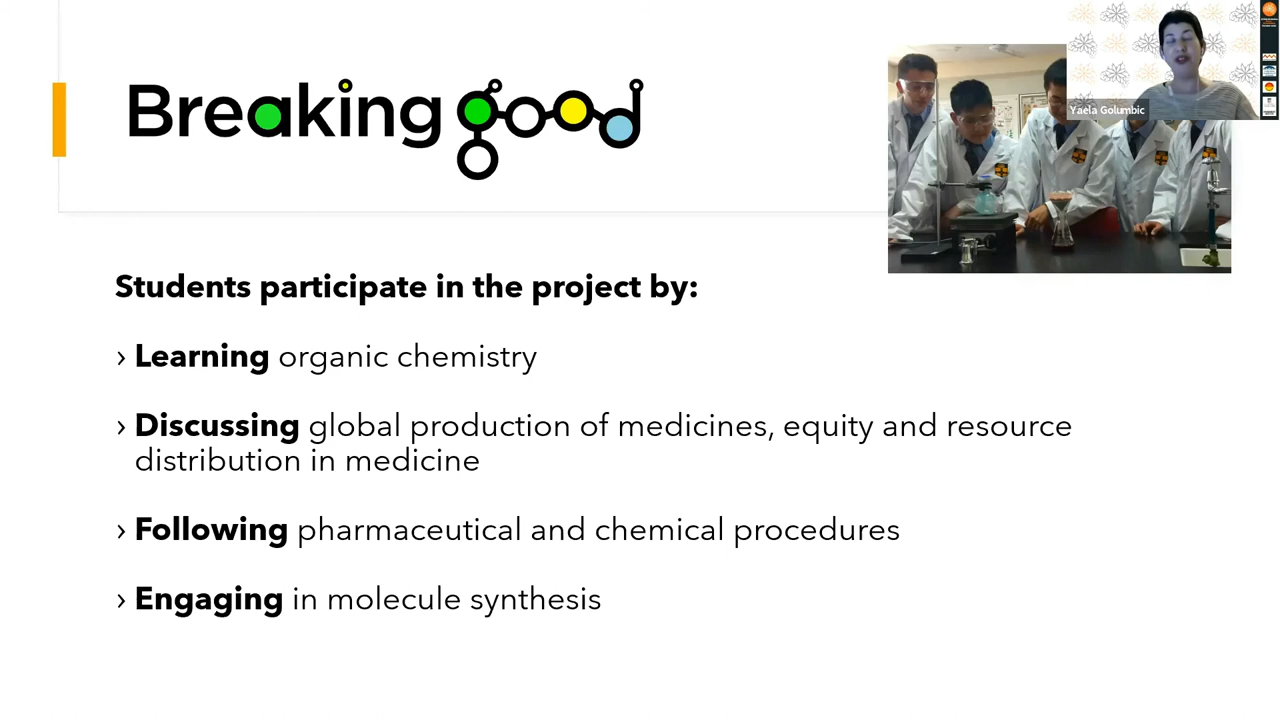 Breaking good
Yaela Golumbic
Students participate in the project by:
› Learning organic chemistry
› Discussing global production of medicines, equity and resource
distribution in medicine
› Following pharmaceutical and chemical procedures
› Engaging in molecule synthesis